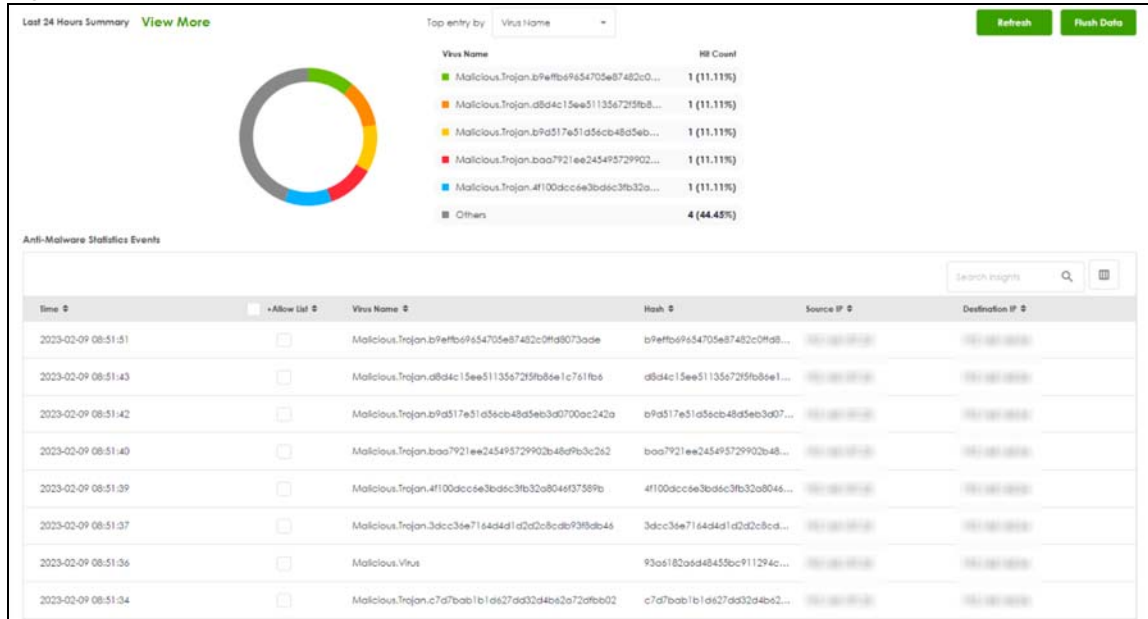 Last 24 Hours Summary View More Top entry by Virus Name Refresh Flush Data
Virus Name Hit Count
Malicious.Trojan.b9effb69654705e87482c0... 1 (11.11%)
Malicious.Trojan.d8d4c15ee51135672f5fb8... 1 (11.11%)
Malicious.Trojan.b9d517e51d56cb48d5eb... 1 (11.11%)
Malicious.Trojan.baa7921ee245495729902... 1 (11.11%)
Malicious.Trojan.4f100dcc6e3bd6c3fb32a... 1 (11.11%)
Others 4 (44.45%)
Anti-Malware Statistics Events
Search insights
Time +Allow List Virus Name Hash Source IP Destination IP
2023-02-09 08:51:51 Malicious.Trojan.b9effb69654705e87482c0ffd8073ade b9effb69654705e87482c0ffd8...
2023-02-09 08:51:43 Malicious.Trojan.d8d4c15ee51135672f5fb86e1c761fb6 d8d4c15ee51135672f5fb86e1...
2023-02-09 08:51:42 Malicious.Trojan.b9d517e51d56cb48d5eb3d0700ac242a b9d517e51d56cb48d5eb3d07...
2023-02-09 08:51:40 Malicious.Trojan.baa7921ee245495729902b48d9b3c262 baa7921ee245495729902b48...
2023-02-09 08:51:39 Malicious.Trojan.4f100dcc6e3bd6c3fb32a8046f37589b 4f100dcc6e3bd6c3fb32a8046...
2023-02-09 08:51:37 Malicious.Trojan.3dcc36e7164d4d1d2d2c8cdb93f8db46 3dcc36e7164d4d1d2d2c8cd...
2023-02-09 08:51:36 Malicious.Virus 93a6182a6d48455bc911294c...
2023-02-09 08:51:34 Malicious.Trojan.c7d7bab1b1d627dd32d4b62a72dfbb02 c7d7bab1b1d627dd32d4b62...